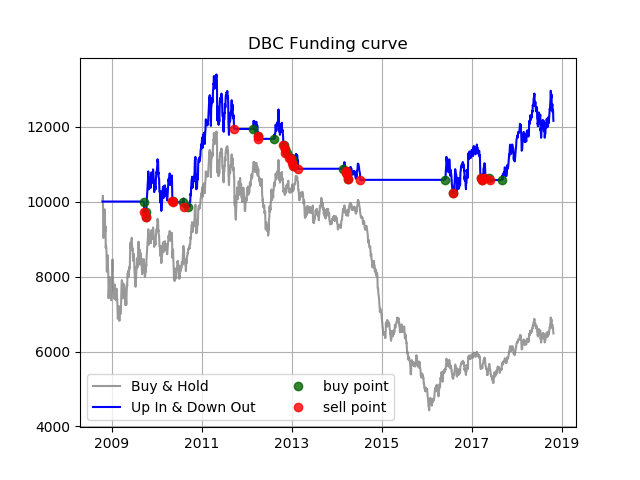 DBC Funding curve
12000
10000
8000
6000
4000
Buy & Hold
Up In & Down Out
buy point
sell point
2009 2011 2013 2015 2017 2019